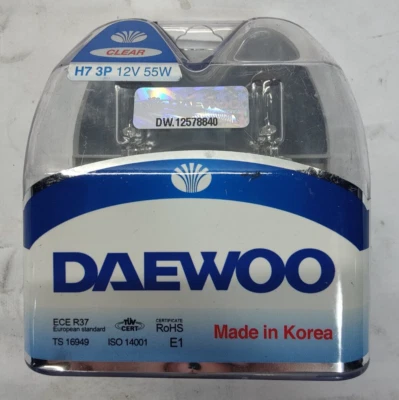 CLEAR
H7 3P 12V 55W
DW.12578840
DAEWOO
ECE R37
European standard
TÜV
CERT
CERTIFICATE
RoHS
TS 16949
ISO 14001
E1
Made in Korea